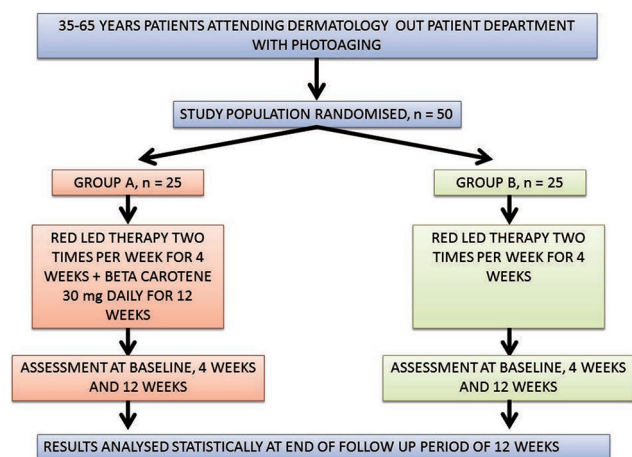 35-65 YEARS PATIENTS ATTENDING DERMATOLOGY OUT PATIENT DEPARTMENT
WITH PHOTOAGING
STUDY POPULATION RANDOMISED, n = 50
GROUP A, n = 25
GROUP B, n = 25
RED LED THERAPY TWO
TIMES PER WEEK FOR 4
WEEKS + BETA CAROTENE
30 mg DAILY FOR 12
WEEKS
RED LED THERAPY TWO
TIMES PER WEEK FOR 4
WEEKS
ASSESSMENT AT BASELINE, 4 WEEKS
AND 12 WEEKS
ASSESSMENT AT BASELINE, 4 WEEKS
AND 12 WEEKS
RESULTS ANALYSED STATISTICALLY AT END OF FOLLOW UP PERIOD OF 12 WEEKS